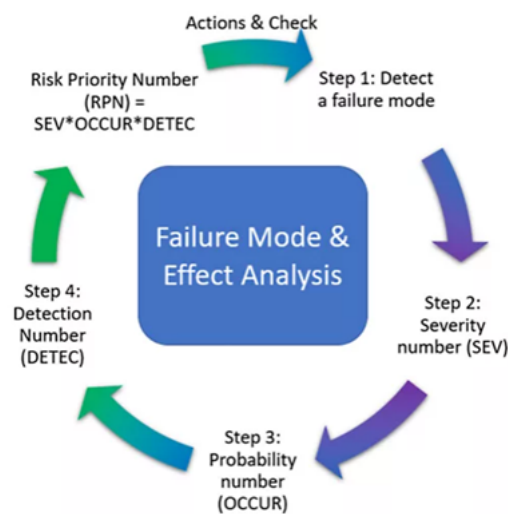 Actions & Check
Step 1: Detect
a failure mode
Step 2:
Severity
number (SEV)
Step 3:
Probability
number
(OCCUR)
Step 4:
Detection
Number
(DETEC)
Risk Priority Number
(RPN) =
SEV*OCCUR*DETEC
Failure Mode &
Effect Analysis